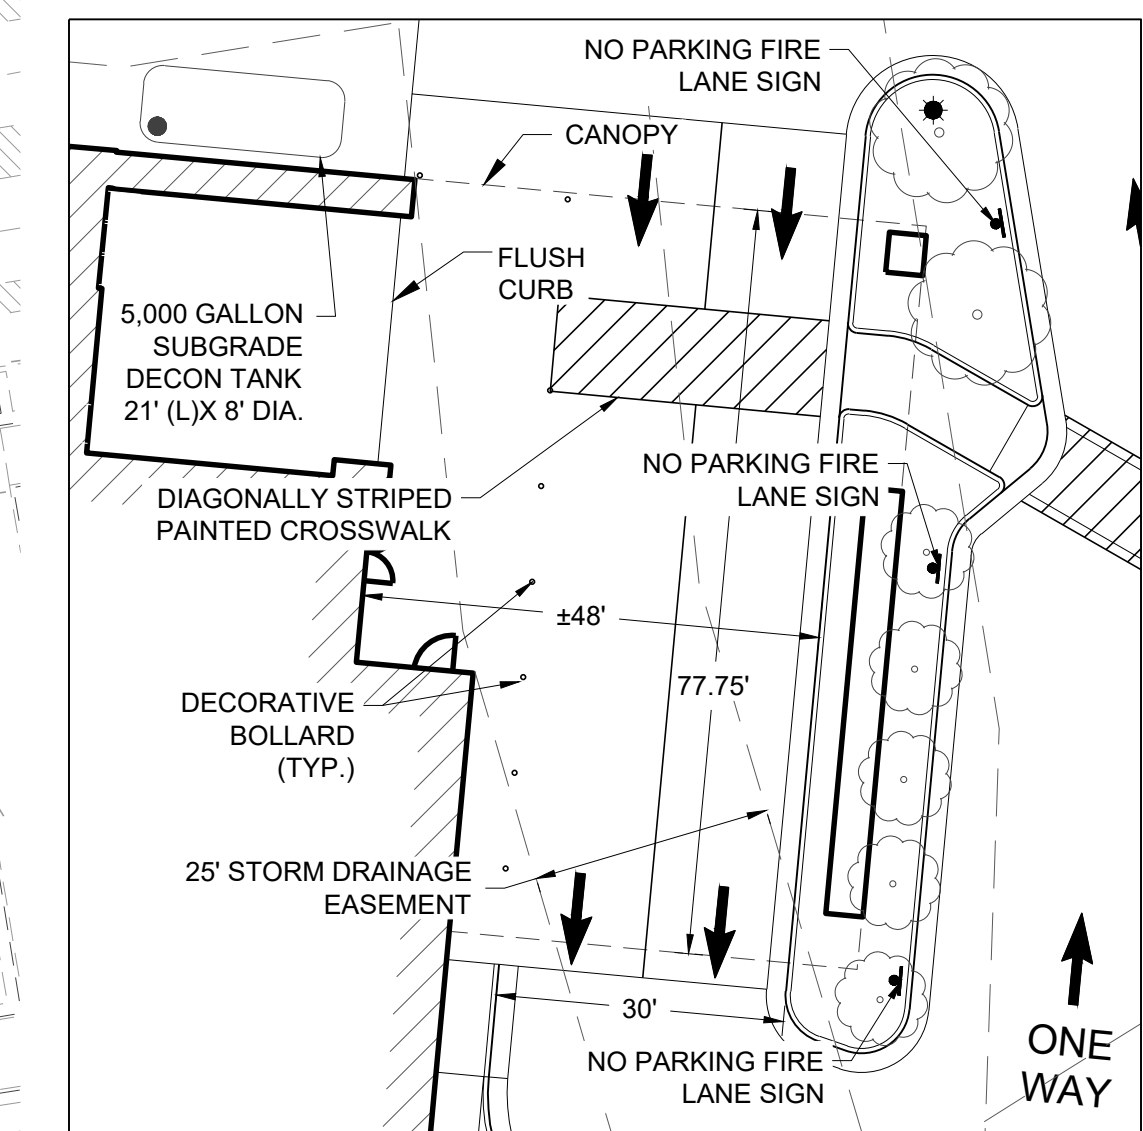 NO PARKING FIRE
LANE SIGN
CANOPY
FLUSH
CURB
5,000 GALLON
SUBGRADE
DECON TANK
21' (L)X 8' DIA.
NO PARKING FIRE
LANE SIGN
DIAGONALLY STRIPED
PAINTED CROSSWALK
±48'
77.75'
DECORATIVE
BOLLARD
(TYP.)
25' STORM DRAINAGE
EASEMENT
30'
NO PARKING FIRE
LANE SIGN
ONE
WAY